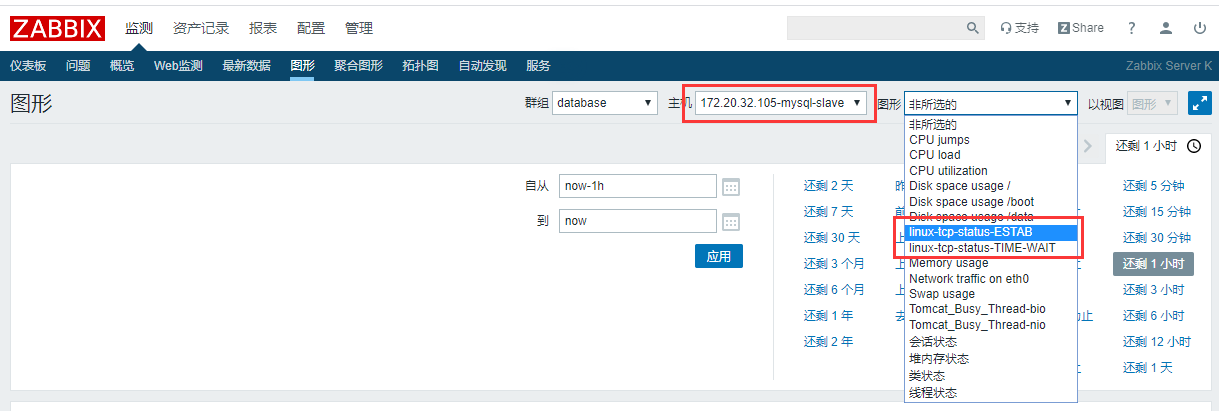 ZABBIX 监测 资产记录 报表 配置 管理 支持 Z Share ?
仪表板 问题 概览 Web监测 最新数据 图形 聚合图形 拓扑图 自动发现 服务 Zabbix Server K
图形 群组 database 主机 172.20.32.105-mysql-slave 图形 非所选的 以视图 图形
还剩 1 小时
非所选的
CPU jumps
CPU load
CPU utilization
Disk space usage /
Disk space usage /boot
Disk space usage /data
linux-tcp-status-ESTAB
linux-tcp-status-TIME-WAIT
Memory usage
Network traffic on eth0
Swap usage
Tomcat_Busy_Thread-bio
Tomcat_Busy_Thread-nio
会话状态
堆内存状态
类状态
线程状态
自从 now-1h
到 now
应用
还剩 2 天 昨 还剩 5 分钟
还剩 7 天 前 还剩 15 分钟
还剩 30 天 上 还剩 30 分钟
还剩 3 个月 上 还剩 1 小时
还剩 6 个月 上 还剩 3 小时
还剩 1 年 去 止 还剩 6 小时
还剩 2 年 还剩 12 小时
还剩 1 天